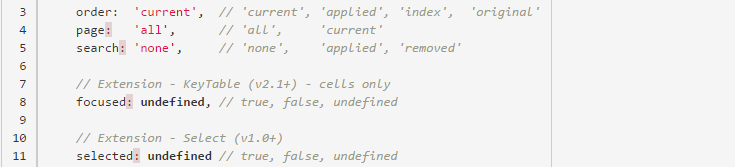 3 order:  'current',  // 'current', 'applied', 'index',  'original'
4 page:   'all',      // 'all',     'current'
5 search: 'none',     // 'none',    'applied', 'removed'
6
7 // Extension - KeyTable (v2.1+) - cells only
8 focused: undefined, // true, false, undefined
9
10 // Extension - Select (v1.0+)
11 selected: undefined // true, false, undefined